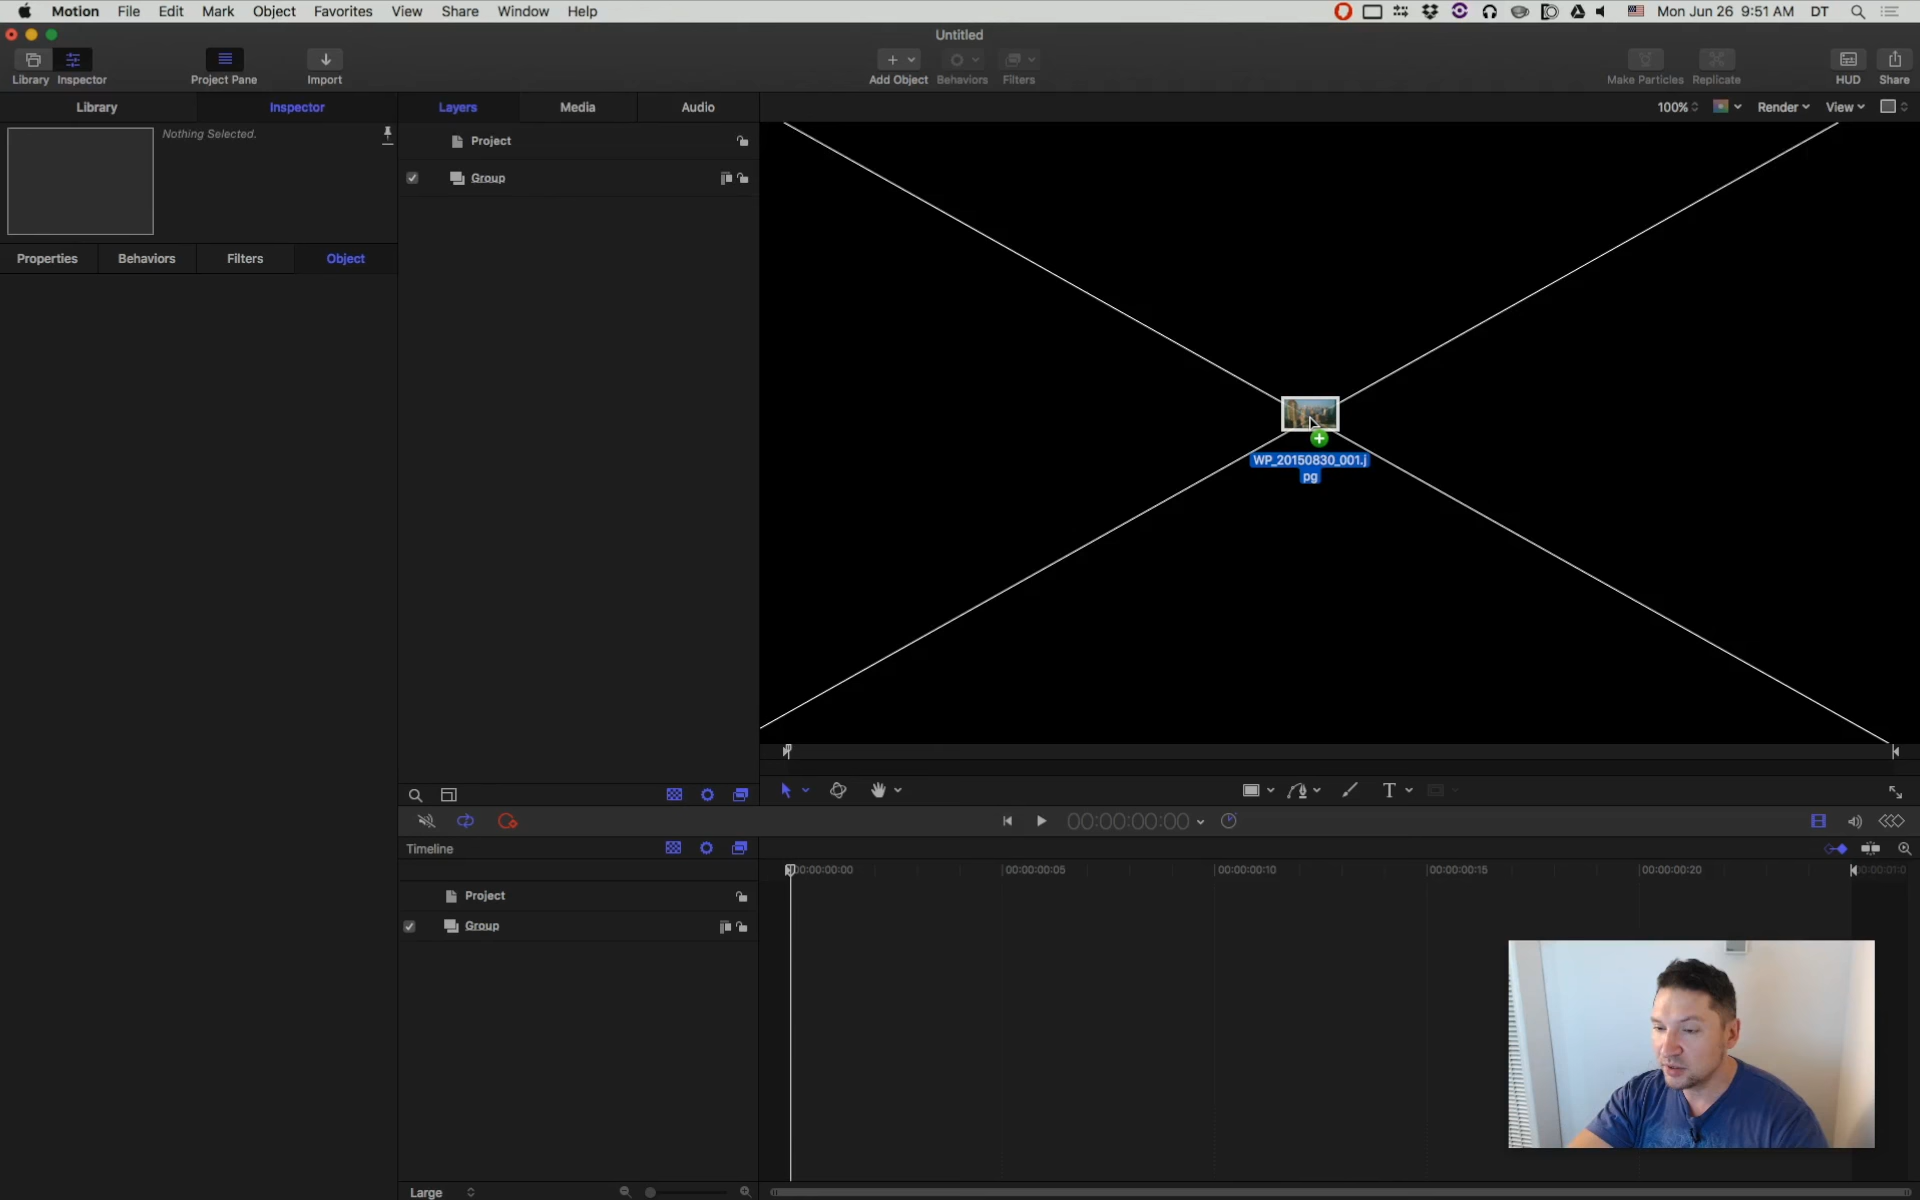 Motion File Edit Mark Object Favorites View Share Window Help Mon Jun 26 9:51 AM DT
Untitled
Library Inspector Project Pane Import Add Object Behaviors Filters Make Particles Replicate HUD Share
Library Inspector Layers Media Audio 100% Render View
Nothing Selected.
Project
Group
Properties Behaviors Filters Object
WP_20150830_001.j
pg
T
00:00:00:00
Timeline
00:00:00:00 00:00:00:05 00:00:00:10 00:00:00:15 00:00:00:20
Project
Group
Large